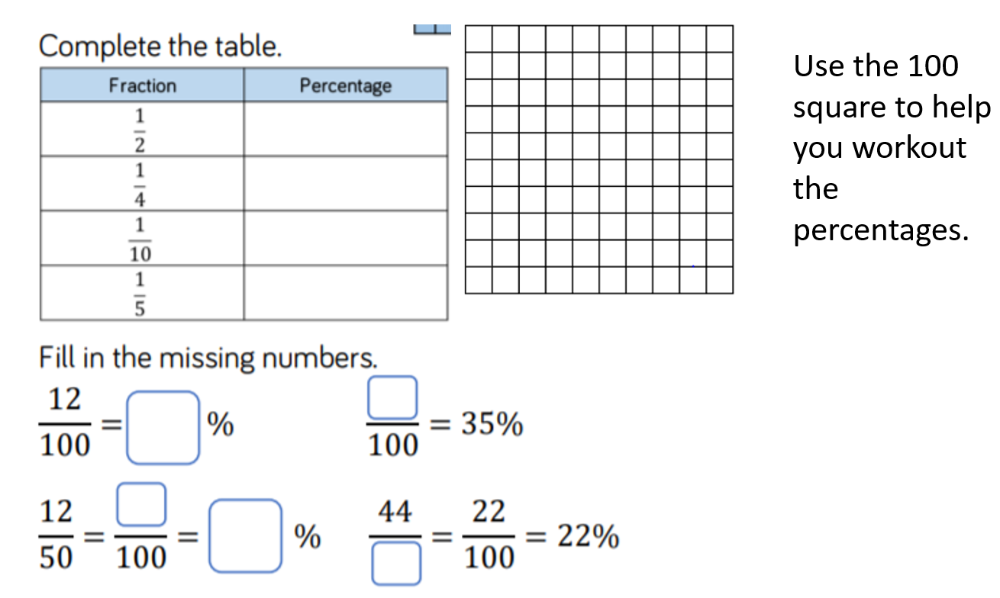 Complete the table.
Fraction Percentage
1/2
1/4
1/10
1/5
Use the 100
square to help
you workout
the
percentages.
Fill in the missing numbers.
12/100 = □ %
□/100 = 35%
12/50 = □/100 = □ %
44/□ = 22/100 = 22%